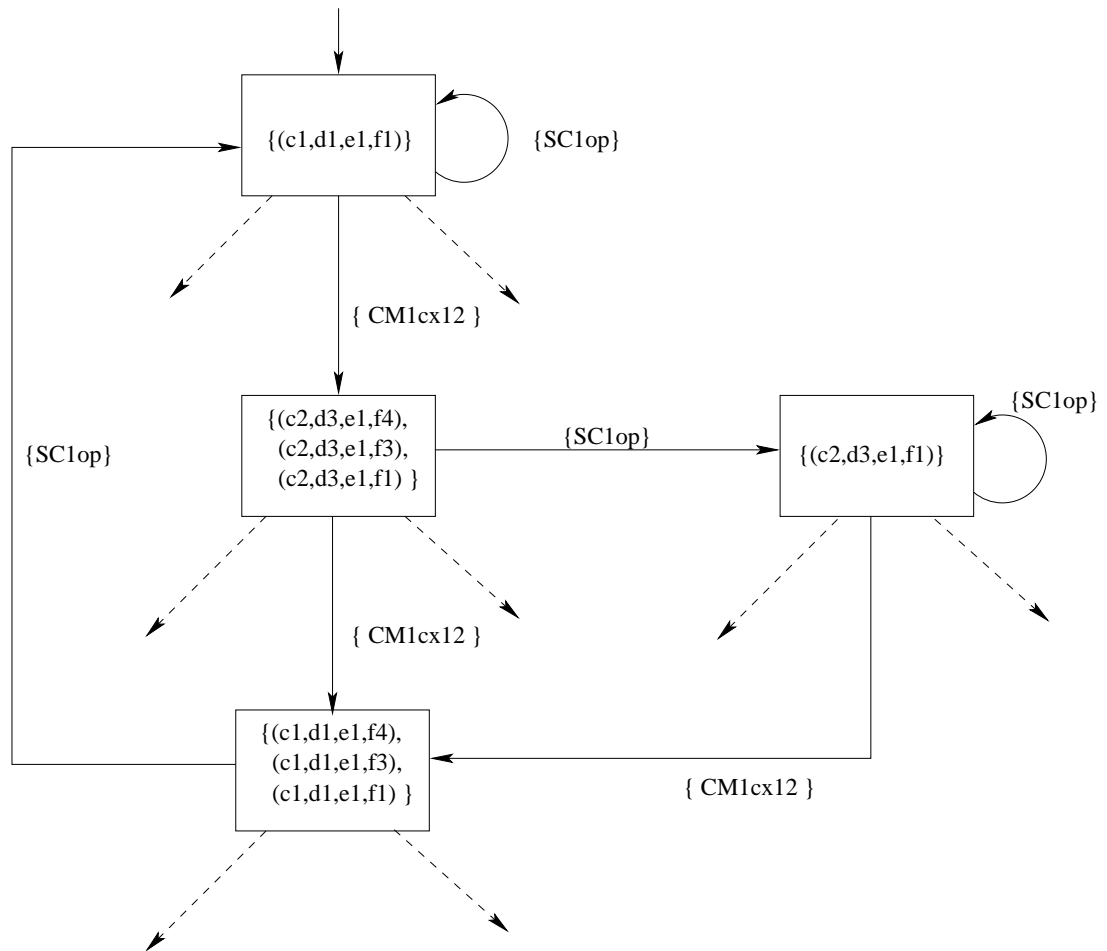 {(c1,d1,e1,f1)}
{SC1op}
{ CM1cx12 }
{SC1op}
{(c2,d3,e1,f4),
(c2,d3,e1,f3),
(c2,d3,e1,f1) }
{SC1op}
{(c2,d3,e1,f1)}
{SC1op}
{ CM1cx12 }
{(c1,d1,e1,f4),
(c1,d1,e1,f3),
(c1,d1,e1,f1) }
{ CM1cx12 }